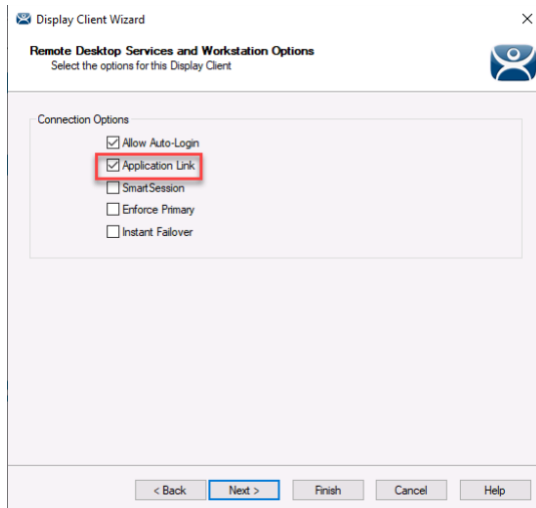 Display Client Wizard
Remote Desktop Services and Workstation Options
Select the options for this Display Client
Connection Options
Allow Auto-Login
Application Link
SmartSession
Enforce Primary
Instant Failover
< Back Next > Finish Cancel Help